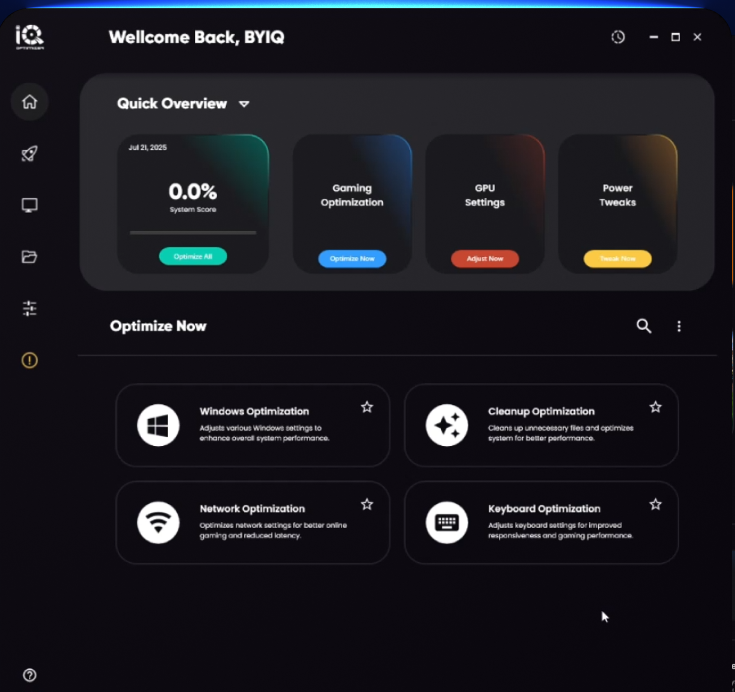 iQ
OPTIMIZER
Wellcome Back, BYIQ
Quick Overview
Jul 21, 2025
0.0%
System Score
Optimize All
Gaming
Optimization
Optimize Now
GPU
Settings
Adjust Now
Power
Tweaks
Tweak Now
Optimize Now
Windows Optimization
Adjusts various Windows settings to
enhance overall system performance.
Cleanup Optimization
Cleans up unnecessary files and optimizes
system for better performance.
Network Optimization
Optimizes network settings for better online
gaming and reduced latency.
Keyboard Optimization
Adjusts keyboard settings for improved
responsiveness and gaming performance.